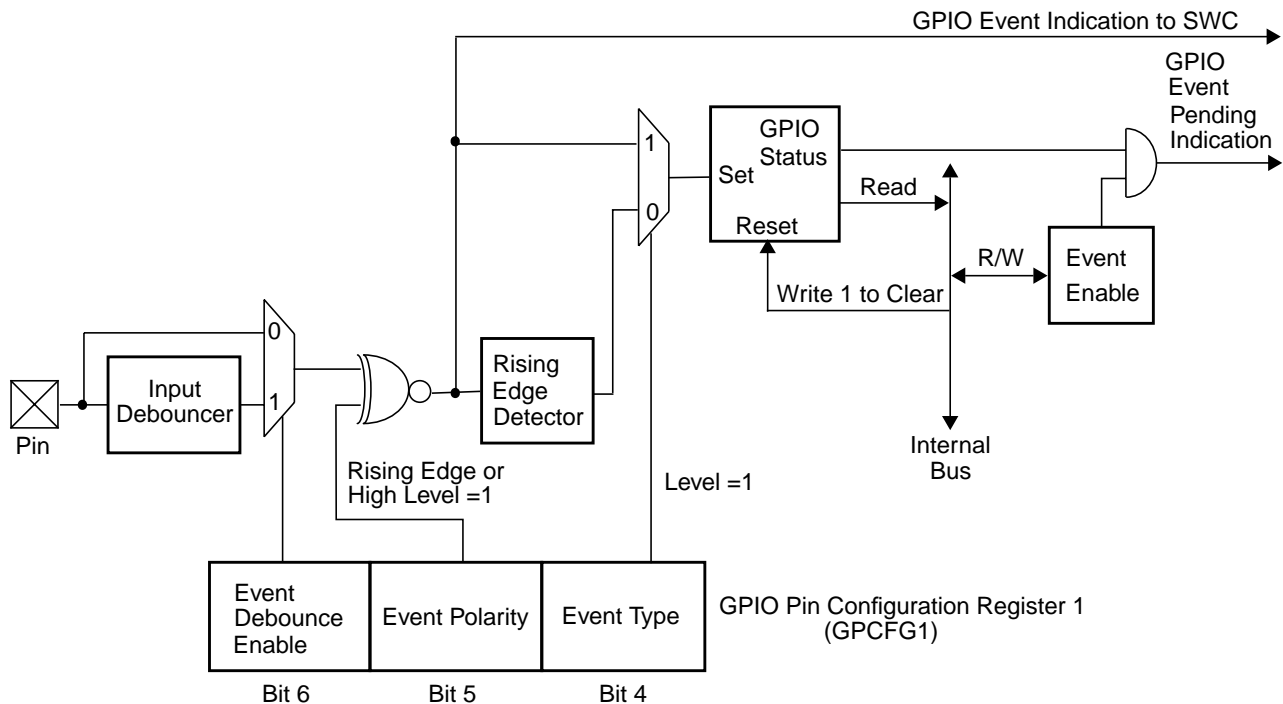 GPIO Event Indication to SWC
GPIO
Event
Pending
Indication
1
GPIO
Status
Set
Read
0
Reset
R/W
Event
Enable
Write 1 to Clear
0
Rising
Edge
Detector
Input
Debouncer
1
Pin
Internal
Bus
Rising Edge or
High Level =1
Level =1
Event
Debounce
Enable
Event Polarity
Event Type
GPIO Pin Configuration Register 1
(GPCFG1)
Bit 6
Bit 5
Bit 4